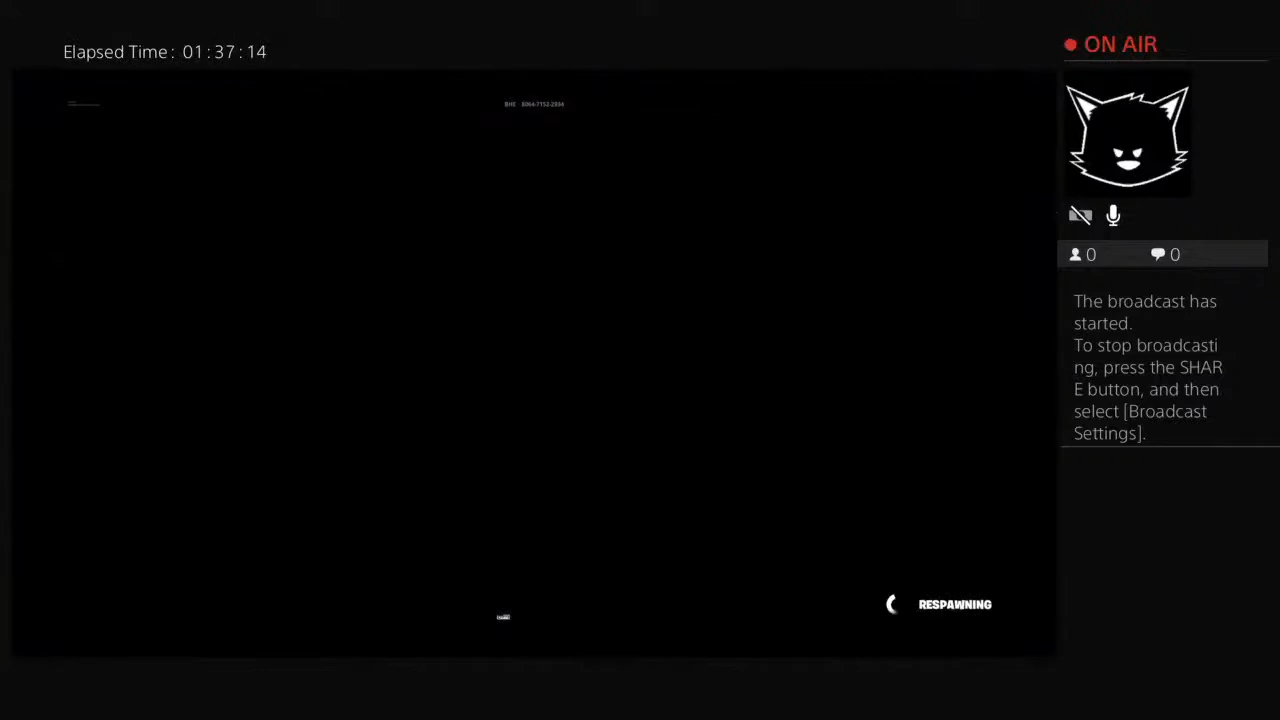 Elapsed Time: 01:37:14
ON AIR
0
0
The broadcast has
started.
To stop broadcasti
ng, press the SHAR
E button, and then
select [Broadcast
Settings].
RESPAWNING